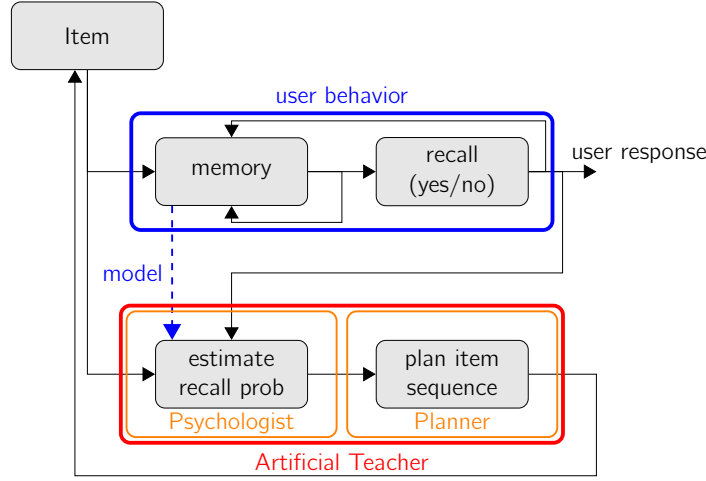 Item
user behavior
memory
recall
(yes/no)
user response
model
estimate
recall prob
plan item
sequence
Psychologist
Planner
Artificial Teacher